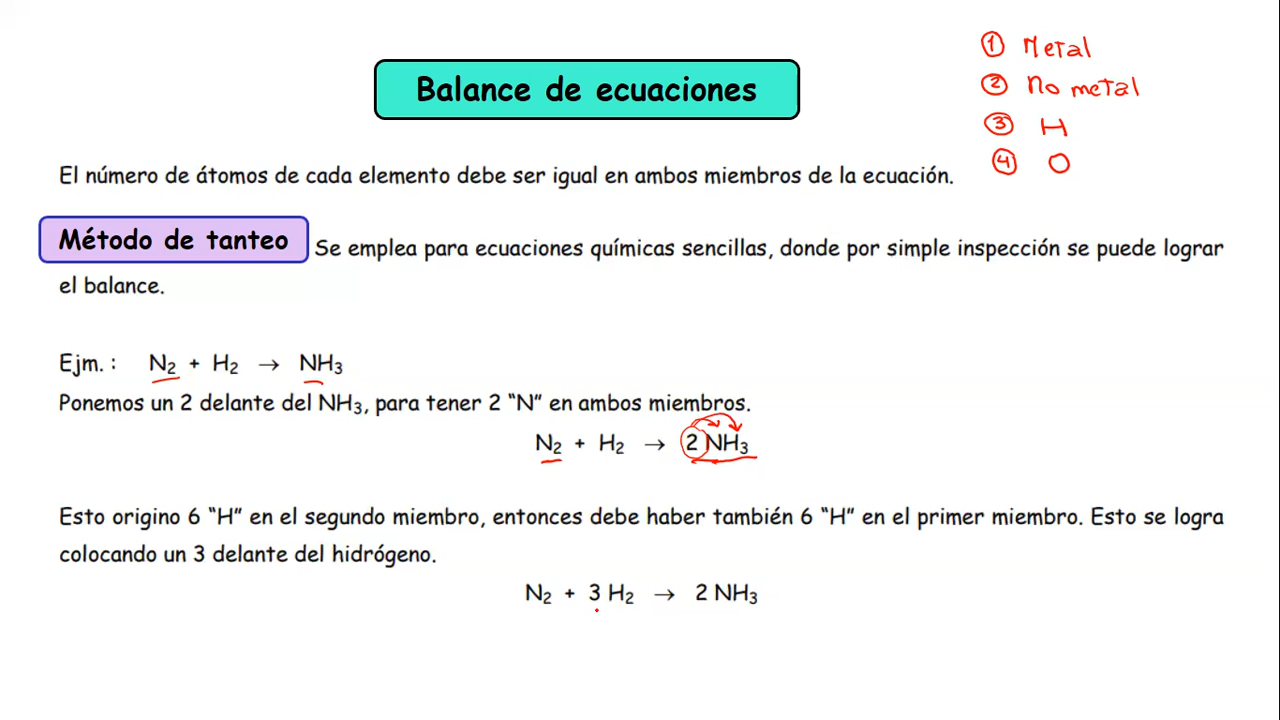 ① Metal
Balance de ecuaciones
② No metal
③ H
④ O
El número de átomos de cada elemento debe ser igual en ambos miembros de la ecuación.
Método de tanteo Se emplea para ecuaciones químicas sencillas, donde por simple inspección se puede lograr
el balance.
Ejm. : N₂ + H₂ → NH₃
Ponemos un 2 delante del NH₃, para tener 2 “N” en ambos miembros.
N₂ + H₂ → 2 NH₃
Esto origino 6 “H” en el segundo miembro, entonces debe haber también 6 “H” en el primer miembro. Esto se logra
colocando un 3 delante del hidrógeno.
N₂ + 3 H₂ → 2 NH₃